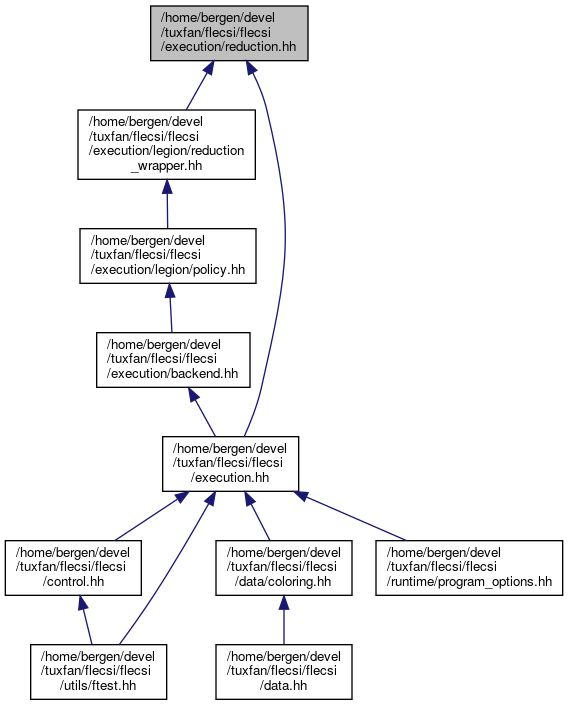 /home/bergen/devel
/tuxfan/flecsi/flecsi
/execution/reduction.hh
/home/bergen/devel
/tuxfan/flecsi/flecsi
/execution/legion/reduction
_wrapper.hh
/home/bergen/devel
/tuxfan/flecsi/flecsi
/execution/legion/policy.hh
/home/bergen/devel
/tuxfan/flecsi/flecsi
/execution/backend.hh
/home/bergen/devel
/tuxfan/flecsi/flecsi
/execution.hh
/home/bergen/devel
/tuxfan/flecsi/flecsi
/control.hh
/home/bergen/devel
/tuxfan/flecsi/flecsi
/data/coloring.hh
/home/bergen/devel
/tuxfan/flecsi/flecsi
/runtime/program_options.hh
/home/bergen/devel
/tuxfan/flecsi/flecsi
/utils/ftest.hh
/home/bergen/devel
/tuxfan/flecsi/flecsi
/data.hh